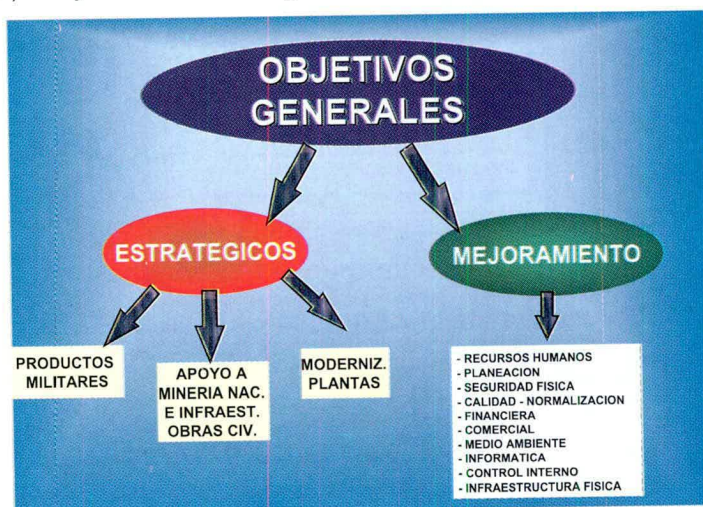 OBJETIVOS
GENERALES
ESTRATEGICOS
MEJORAMIENTO
PRODUCTOS
MILITARES
APOYO A
MINERIA NAC.
E INFRAEST.
OBRAS CIV.
MODERNIZ.
PLANTAS
- RECURSOS HUMANOS
- PLANEACION
- SEGURIDAD FISICA
- CALIDAD - NORMALIZACION
- FINANCIERA
- COMERCIAL
- MEDIO AMBIENTE
- INFORMATICA
- CONTROL INTERNO
- INFRAESTRUCTURA FISICA